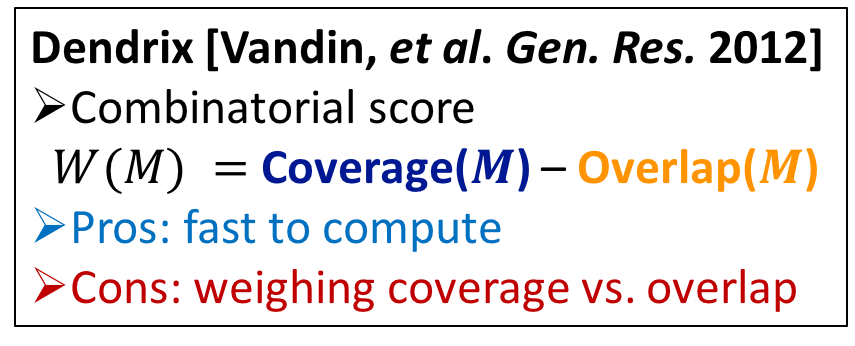 Dendrix [Vandin, et al. Gen. Res. 2012]
➢Combinatorial score
W(M) = Coverage(M) – Overlap(M)
➢Pros: fast to compute
➢Cons: weighing coverage vs. overlap